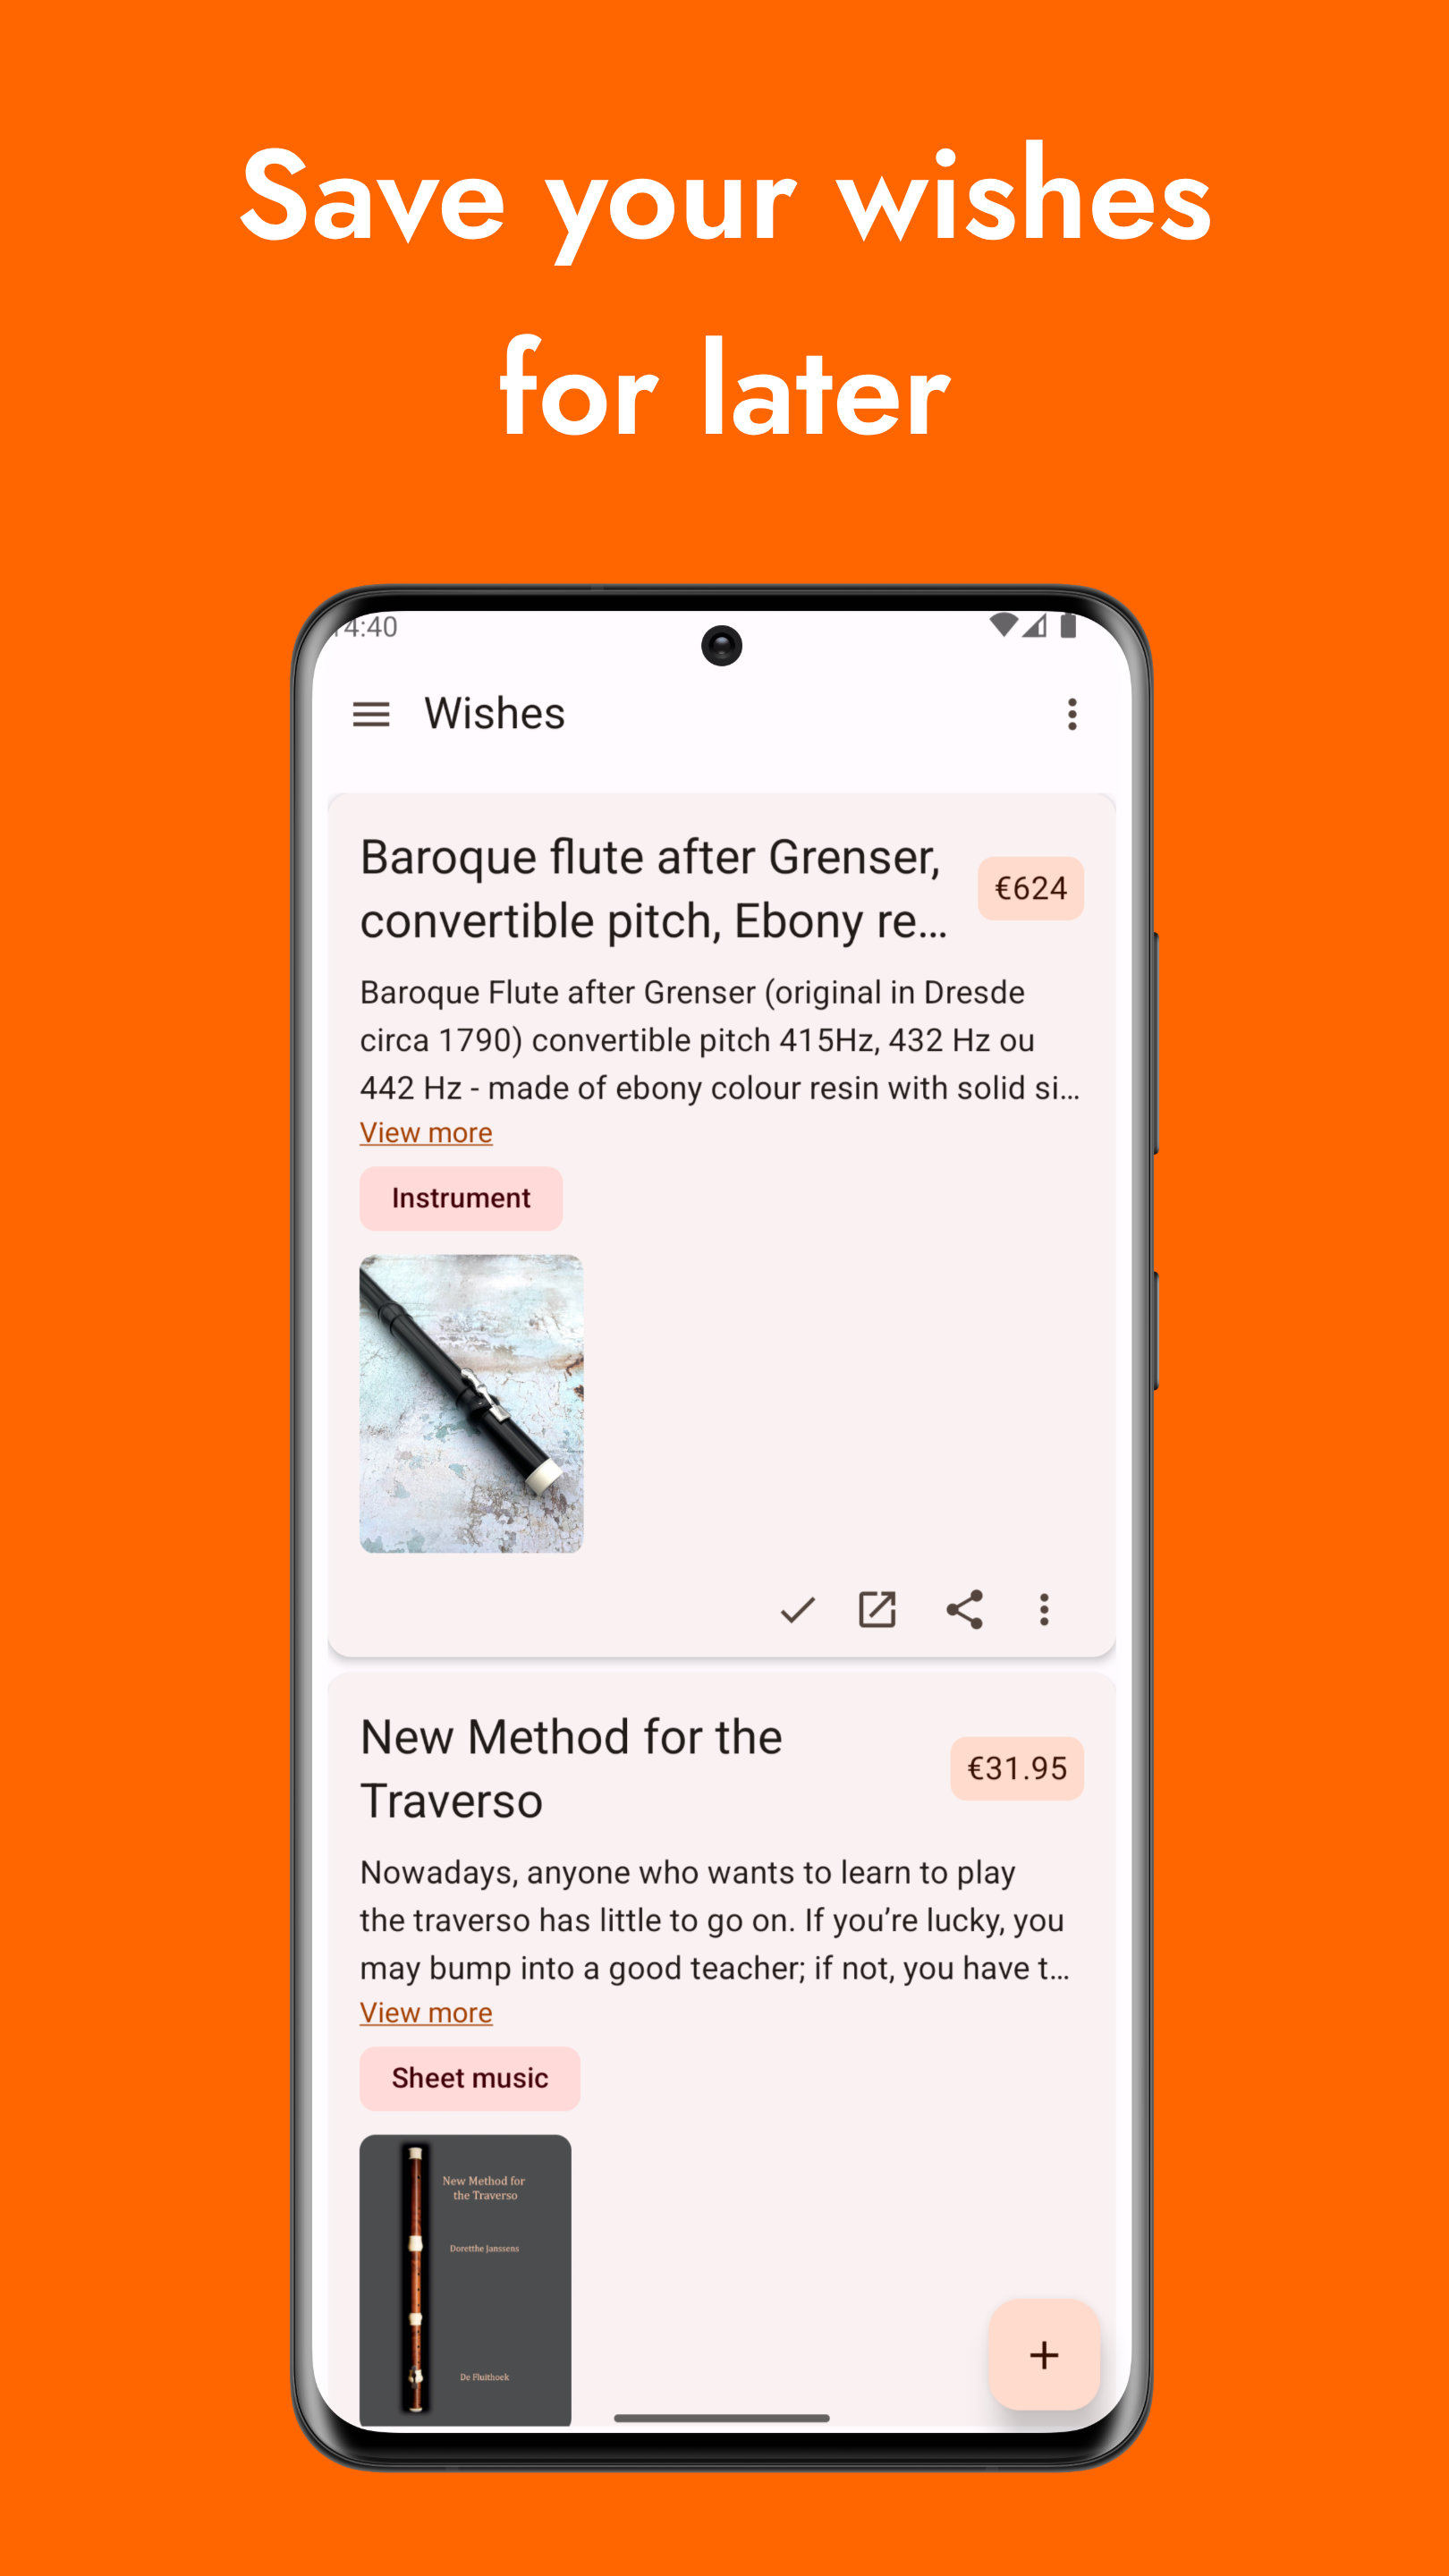 Save your wishes
for later
14:40
Wishes
Baroque flute after Grenser,
convertible pitch, Ebony re...
€624
Baroque Flute after Grenser (original in Dresde
circa 1790) convertible pitch 415Hz, 432 Hz ou
442 Hz - made of ebony colour resin with solid si...
View more
Instrument
New Method for the
Traverso
€31.95
Nowadays, anyone who wants to learn to play
the traverso has little to go on. If you’re lucky, you
may bump into a good teacher; if not, you have t...
View more
Sheet music
New Method for
the Traverso
Doretthe Janssens
De Fluithoek